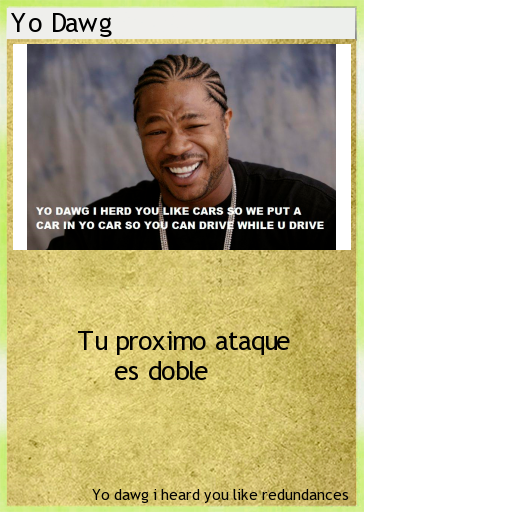 Yo Dawg
YO DAWG I HERD YOU LIKE CARS SO WE PUT A
CAR IN YO CAR SO YOU CAN DRIVE WHILE U DRIVE
Tu proximo ataque
es doble
Yo dawg i heard you like redundances